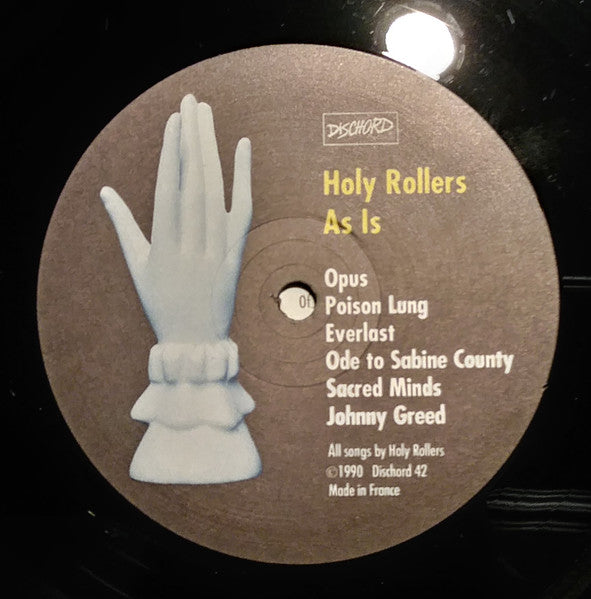 DISCHORD
Holy Rollers
As Is
Opus
Poison Lung
Everlast
Ode to Sabine County
Sacred Minds
Johnny Greed
All songs by Holy Rollers
©1990 Dischord 42
Made in France